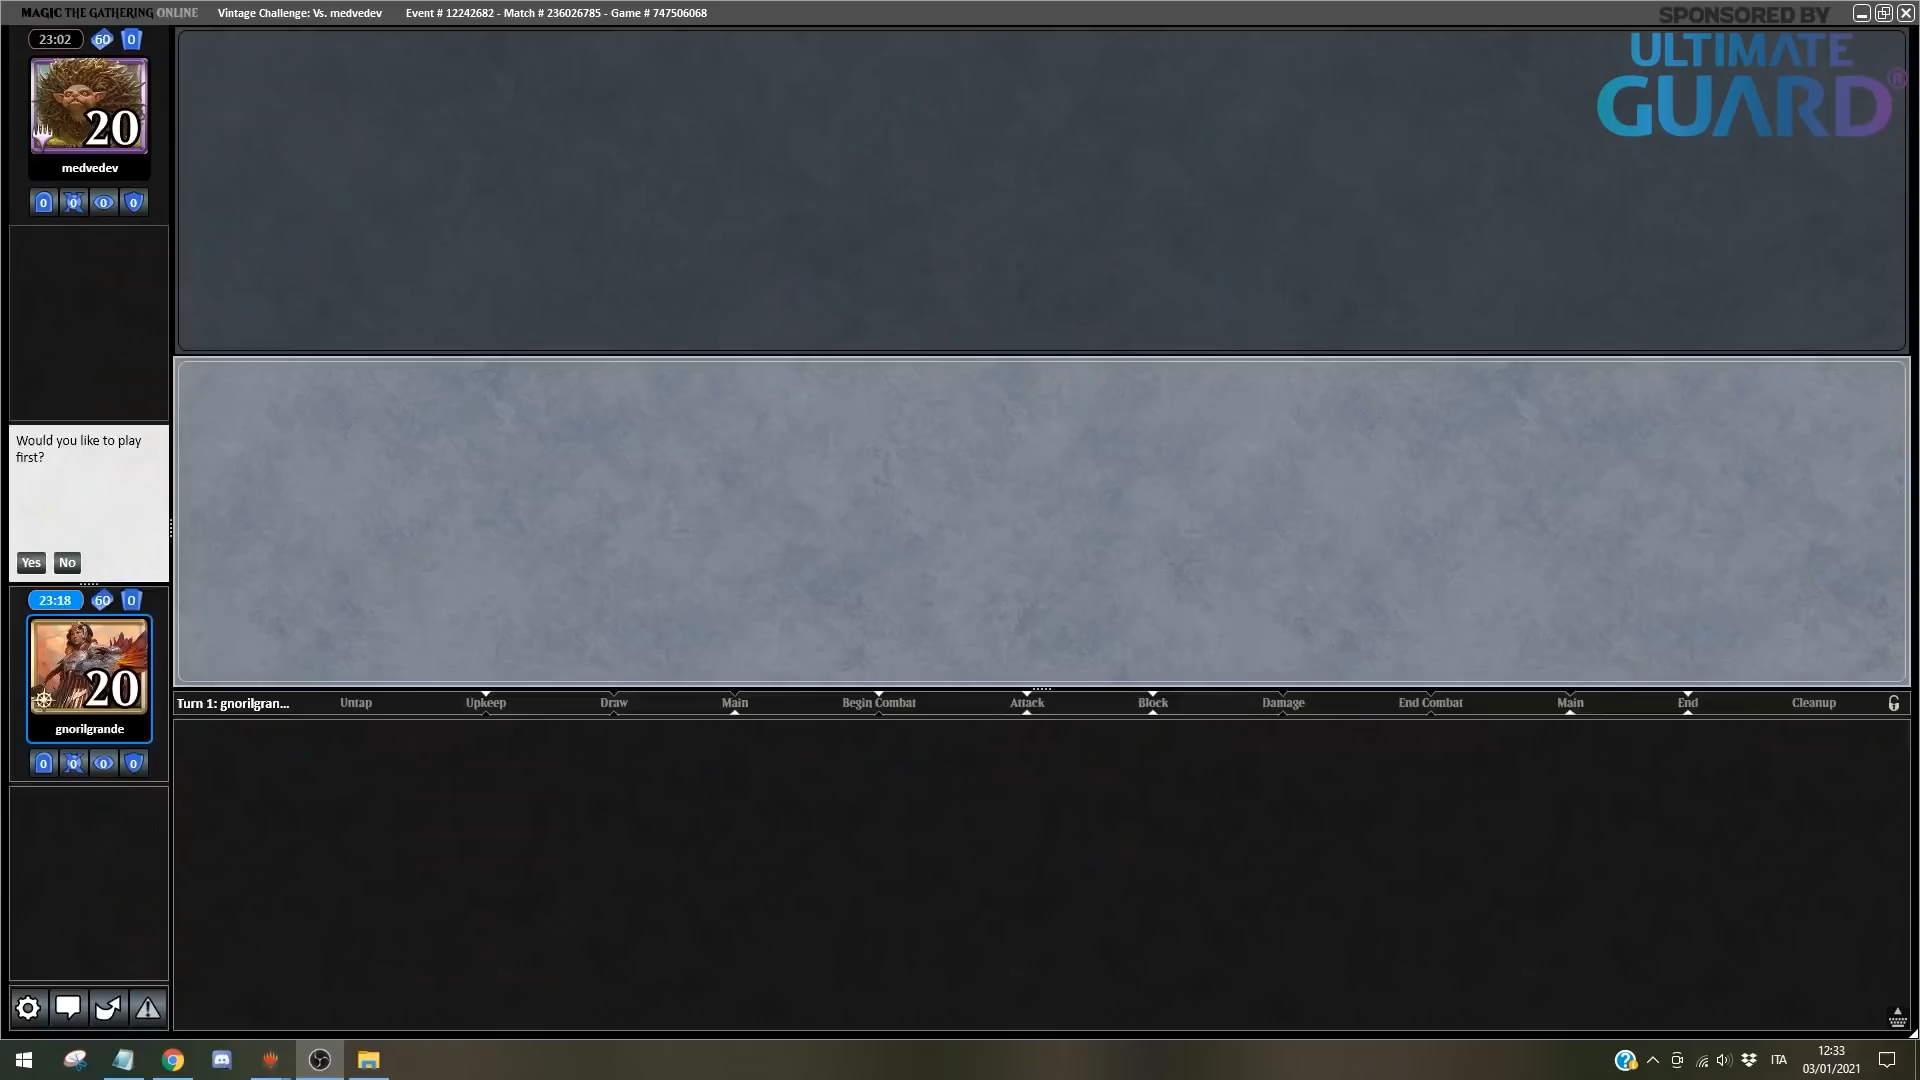 MAGIC THE GATHERING ONLINE Vintage Challenge: Vs. medvedev Event # 12242682 - Match # 236026785 - Game # 747506068
SPONSORED BY
ULTIMATE
GUARD®
23:02 60 0
20
medvedev
0 0 0 0
Would you like to play
first?
Yes No
23:18 60 0
20
gnorilgrande
0 0 0 0
Turn 1: gnorilgran... Untap Upkeep Draw Main Begin Combat Attack Block Damage End Combat Main End Cleanup
ITA
12:33
03/01/2021